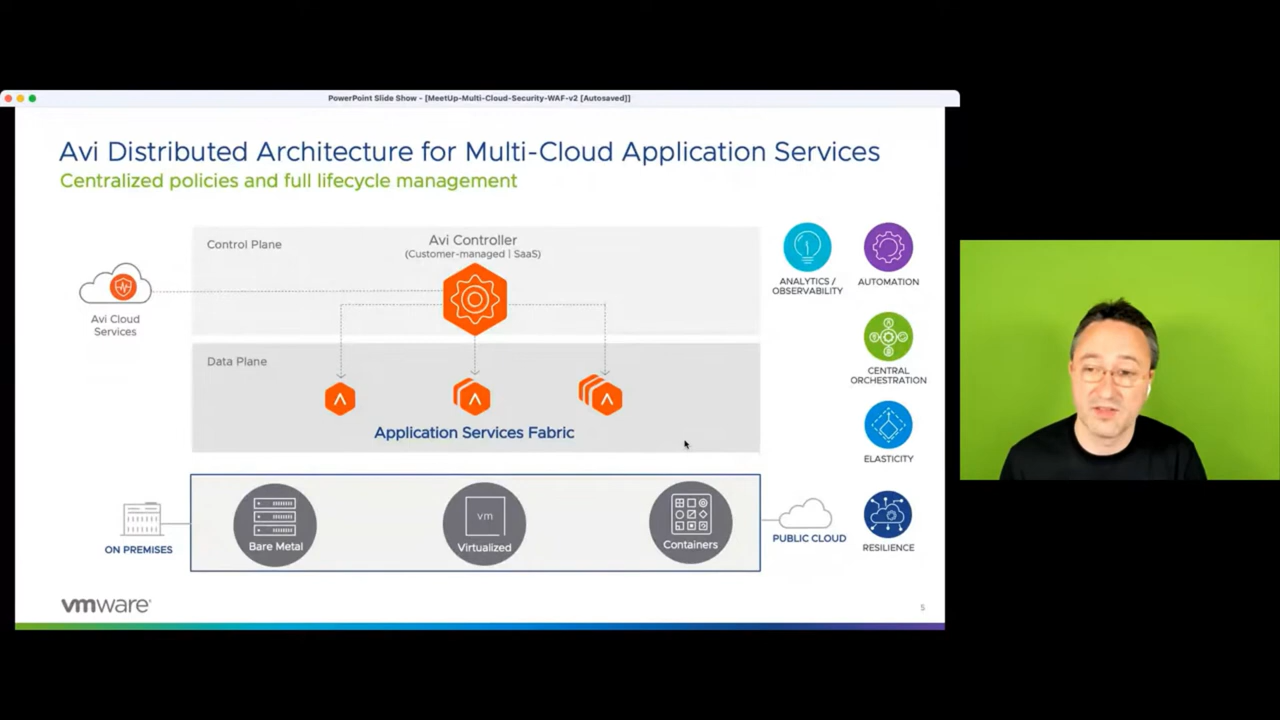 PowerPoint Slide Show - [MeetUp-Multi-Cloud-Security-WAF-v2 [Autosaved]]
Avi Distributed Architecture for Multi-Cloud Application Services
Centralized policies and full lifecycle management
Control Plane
Avi Controller
(Customer-managed | SaaS)
Avi Cloud
Services
Data Plane
Application Services Fabric
ANALYTICS /
OBSERVABILITY
AUTOMATION
CENTRAL
ORCHESTRATION
ELASTICITY
ON PREMISES
Bare Metal
vm
Virtualized
Containers
PUBLIC CLOUD
RESILIENCE
vmware®
5